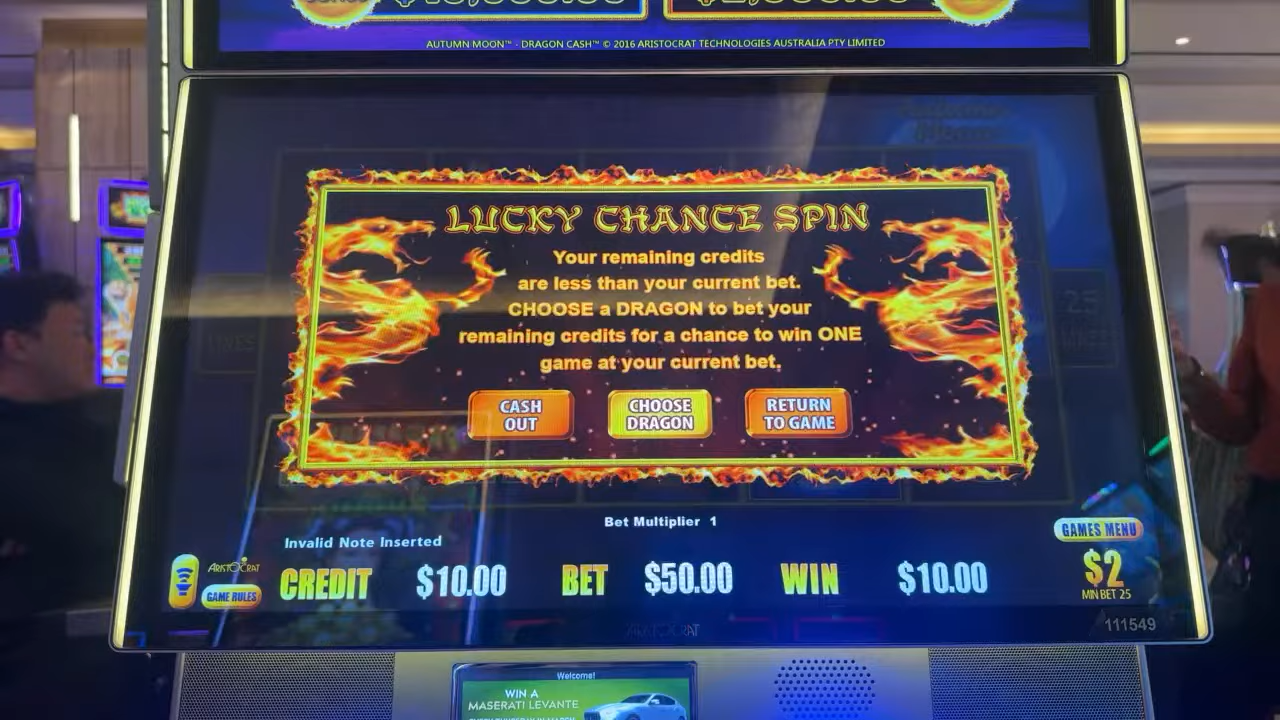 AUTUMN MOON™ - DRAGON CASH™ © 2016 ARISTOCRAT TECHNOLOGIES AUSTRALIA PTY LIMITED
LUCKY CHANCE SPIN
Your remaining credits
are less than your current bet.
CHOOSE a DRAGON to bet your
remaining credits for a chance to win ONE
game at your current bet.
CASH OUT
CHOOSE DRAGON
RETURN TO GAME
Bet Multiplier 1
Invalid Note Inserted
GAMES MENU
ARISTOCRAT
GAME RULES
CREDIT $10.00 BET $50.00 WIN $10.00
$2
MIN BET 25
ARISTOCRAT
111549
Welcome!
WIN A
MASERATI LEVANTE